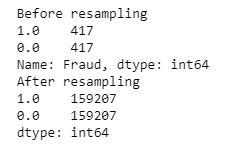 Before resampling
1.0    417
0.0    417
Name: Fraud, dtype: int64
After resampling
1.0    159207
0.0    159207
dtype: int64